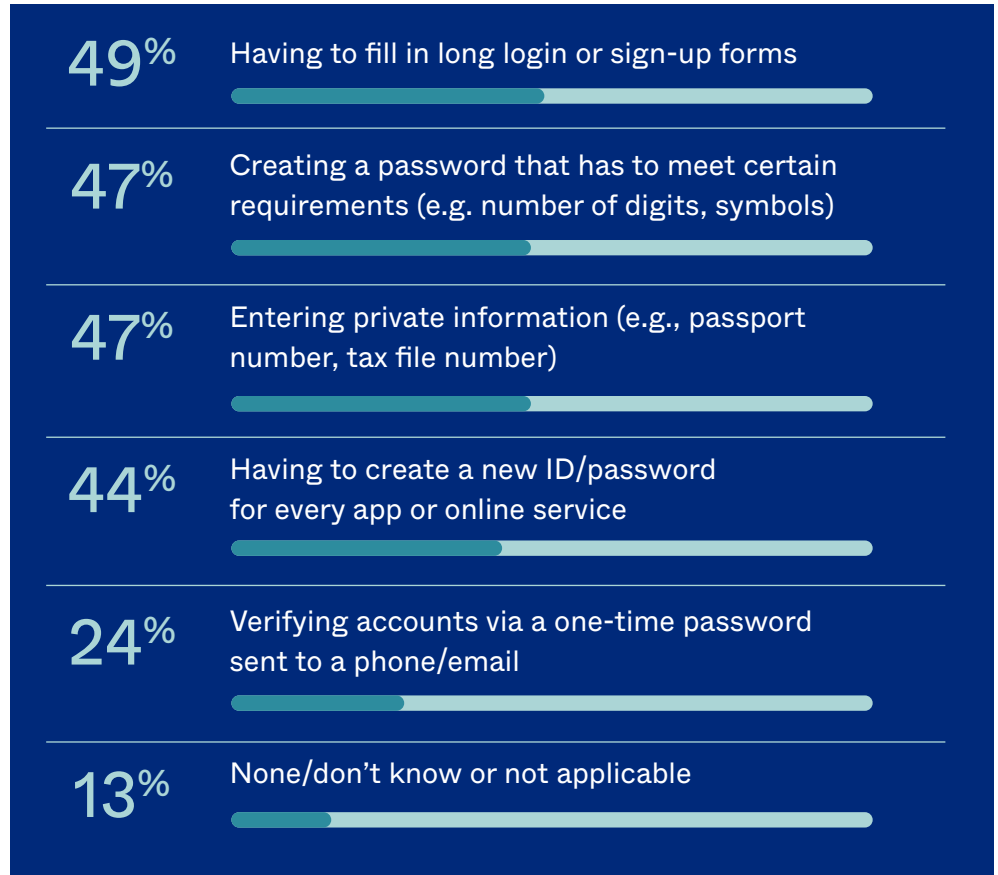 49%
Having to fill in long login or sign-up forms
47%
Creating a password that has to meet certain
requirements (e.g. number of digits, symbols)
47%
Entering private information (e.g., passport
number, tax file number)
44%
Having to create a new ID/password
for every app or online service
24%
Verifying accounts via a one-time password
sent to a phone/email
13%
None/don’t know or not applicable